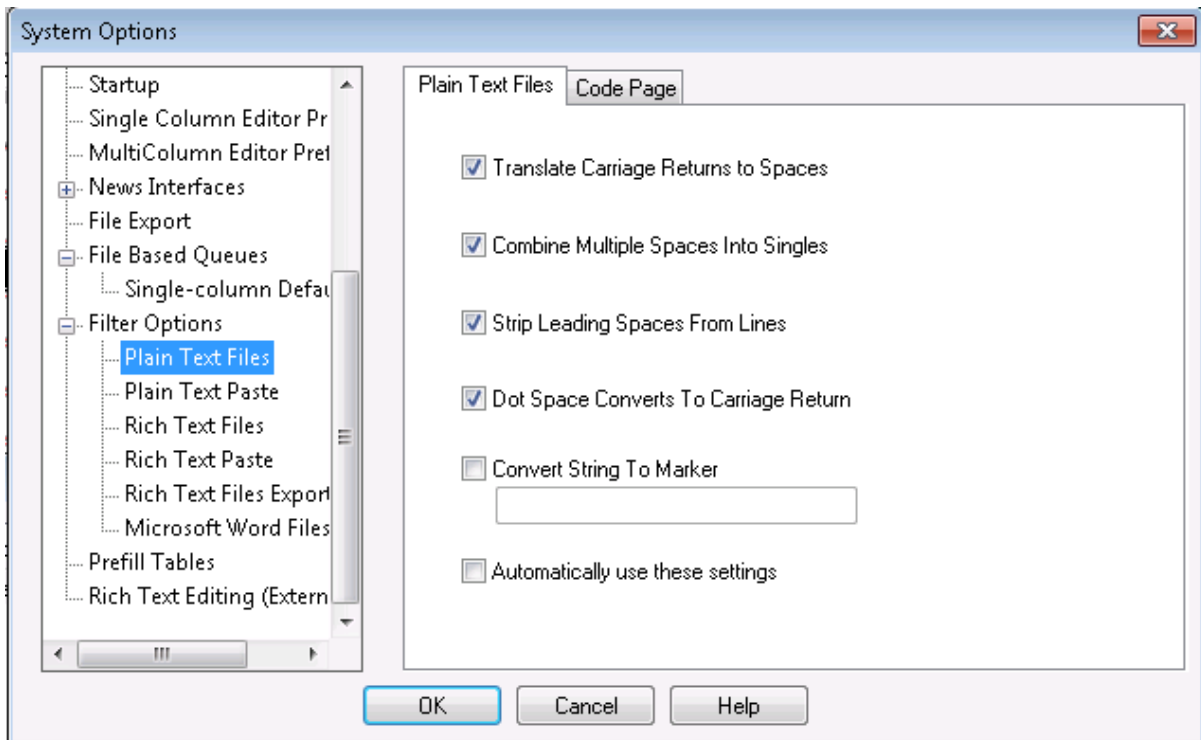 System Options
Startup
Single Column Editor Pr
MultiColumn Editor Pref
News Interfaces
File Export
File Based Queues
Single-column Defau
Filter Options
Plain Text Files
Plain Text Paste
Rich Text Files
Rich Text Paste
Rich Text Files Export
Microsoft Word Files
Prefill Tables
Rich Text Editing (Extern
Plain Text Files
Code Page
Translate Carriage Returns to Spaces
Combine Multiple Spaces Into Singles
Strip Leading Spaces From Lines
Dot Space Converts To Carriage Return
Convert String To Marker
Automatically use these settings
OK
Cancel
Help